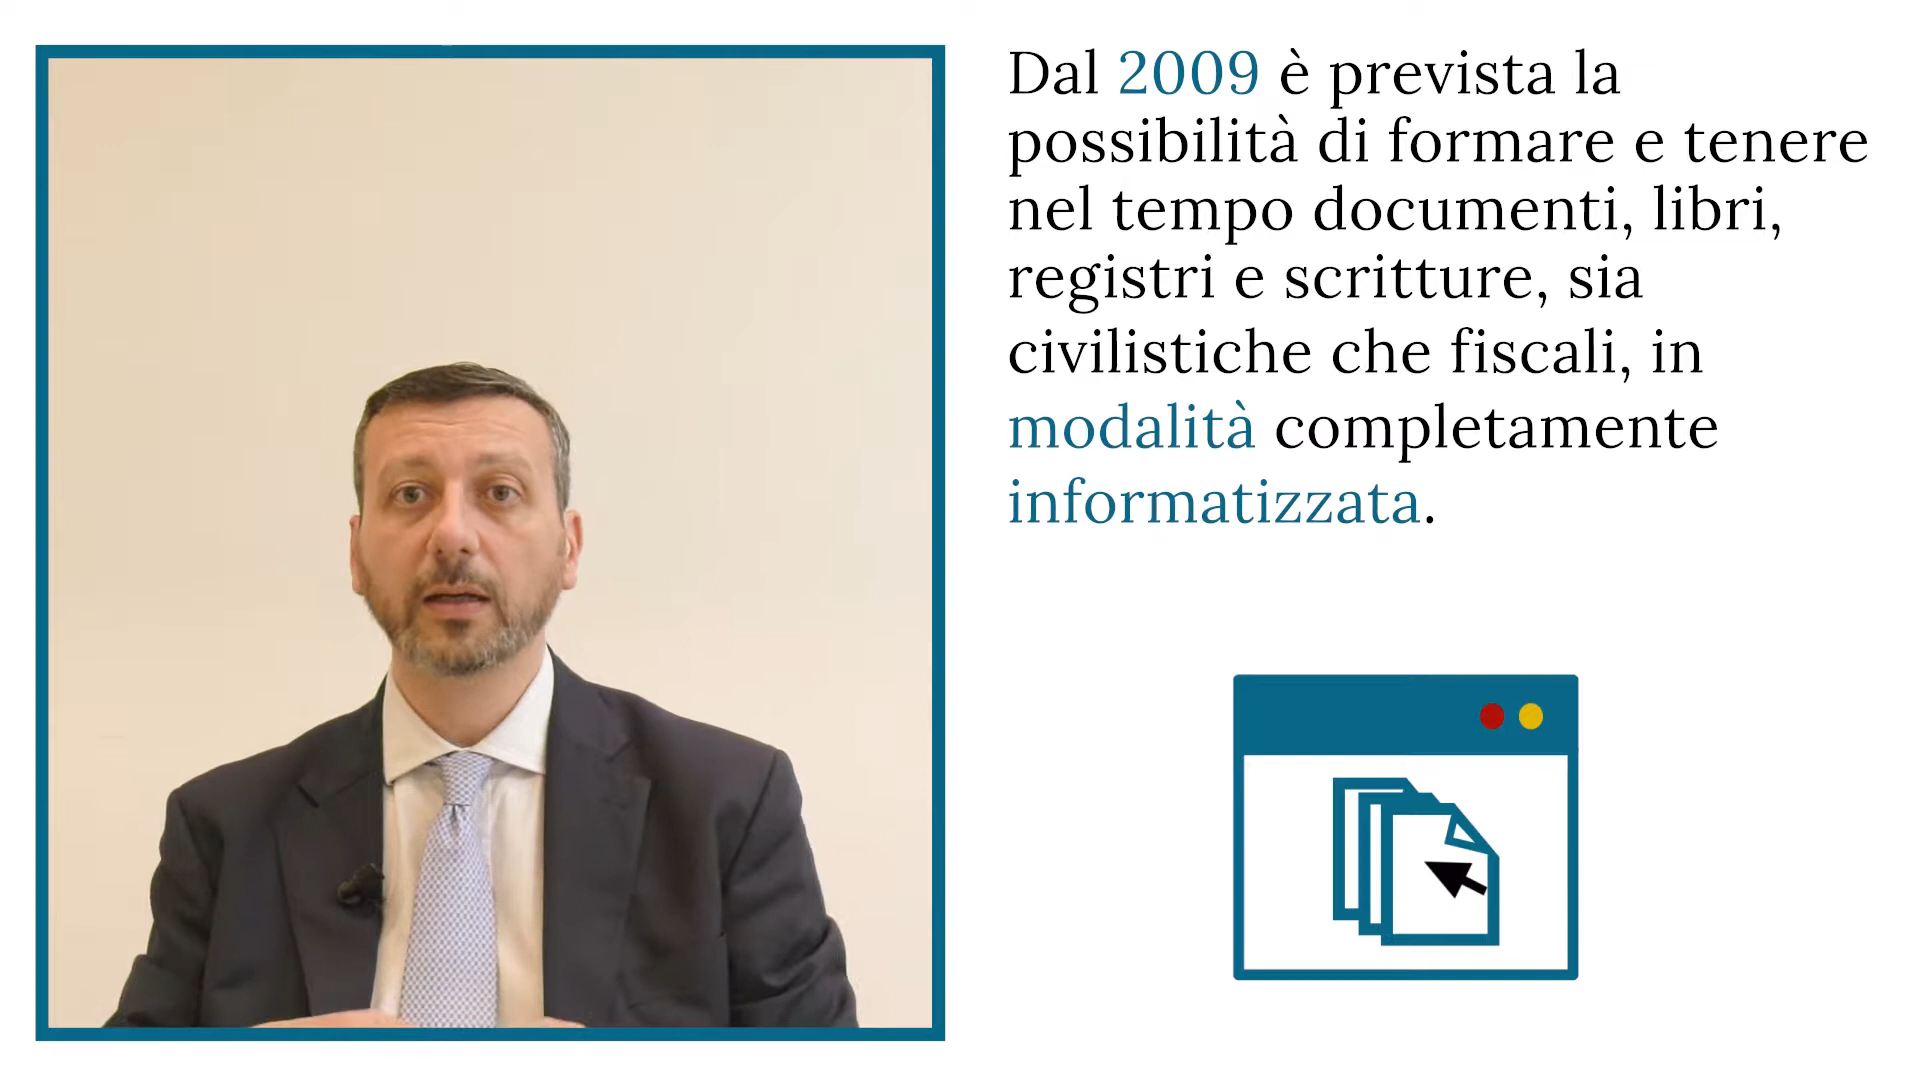 Dal 2009 è prevista la
possibilità di formare e tenere
nel tempo documenti, libri,
registri e scritture, sia
civilistiche che fiscali, in
modalità completamente
informatizzata.